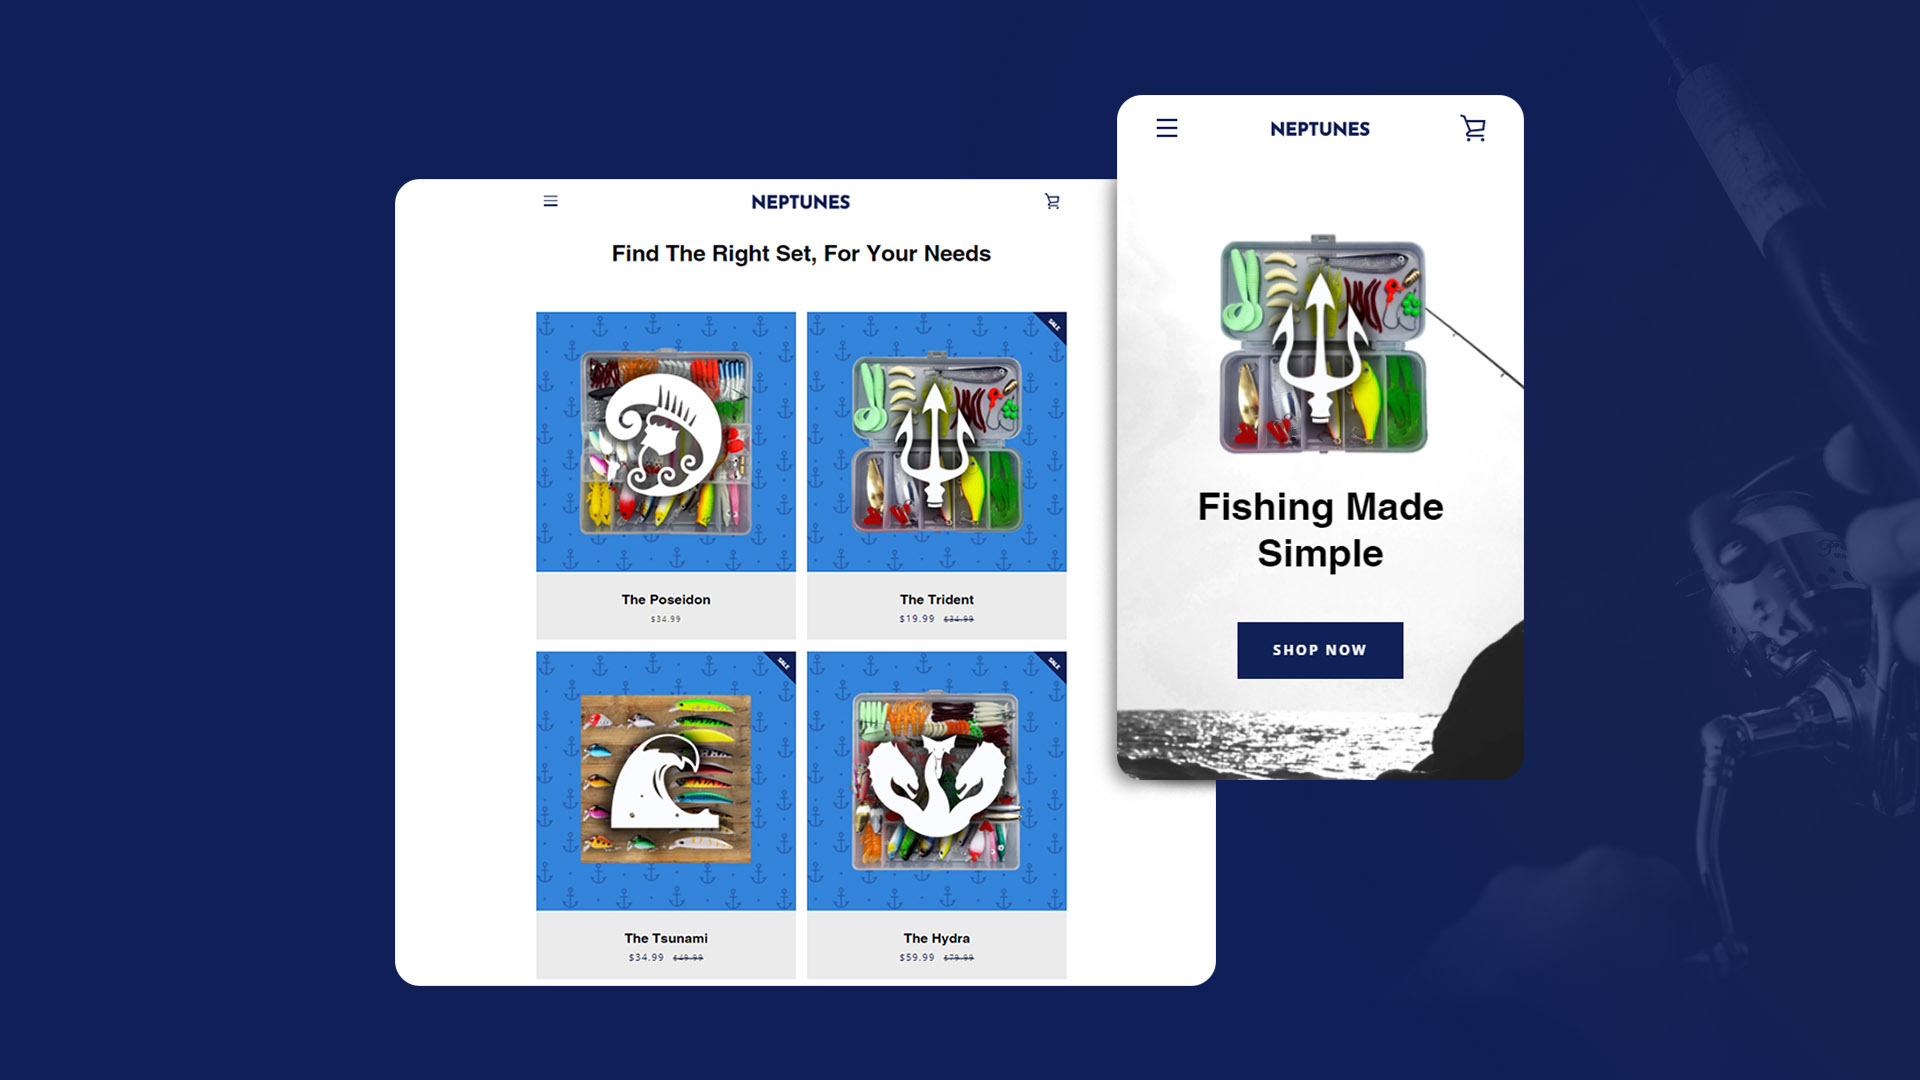 NEPTUNES
Find The Right Set, For Your Needs
SALE
The Poseidon
$34.99
The Trident
$19.99 $34.99
SALE
SALE
The Tsunami
$34.99 $49.99
The Hydra
$59.99 $79.99
NEPTUNES
Fishing Made
Simple
SHOP NOW